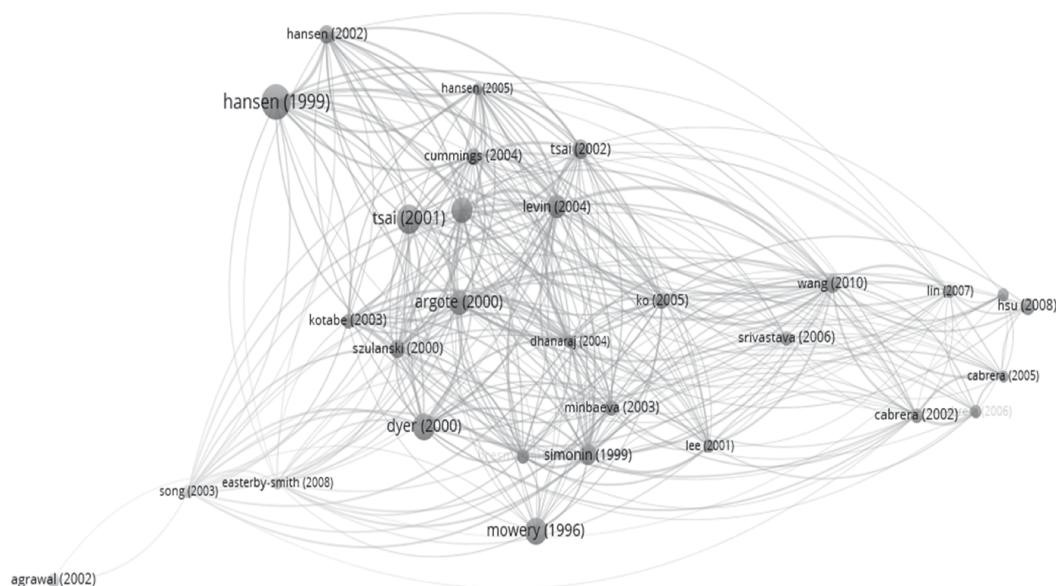 hansen (2002)
hansen (1999)
hansen (2005)
tsai (2002)
cummings (2004)
levin (2004)
tsai (2001)
wang (2010)
lin (2007)
hsu (2008)
argote (2000)
ko (2005)
kotabe (2003)
srivastava (2006)
dhanaraj (2004)
szulanski (2000)
cabrera (2005)
minbaeva (2003)
cabrera (2002)
(2006)
dyer (2000)
lee (2001)
simonin (1999)
easterby-smith (2008)
song (2003)
mowery (1996)
agrawal (2002)